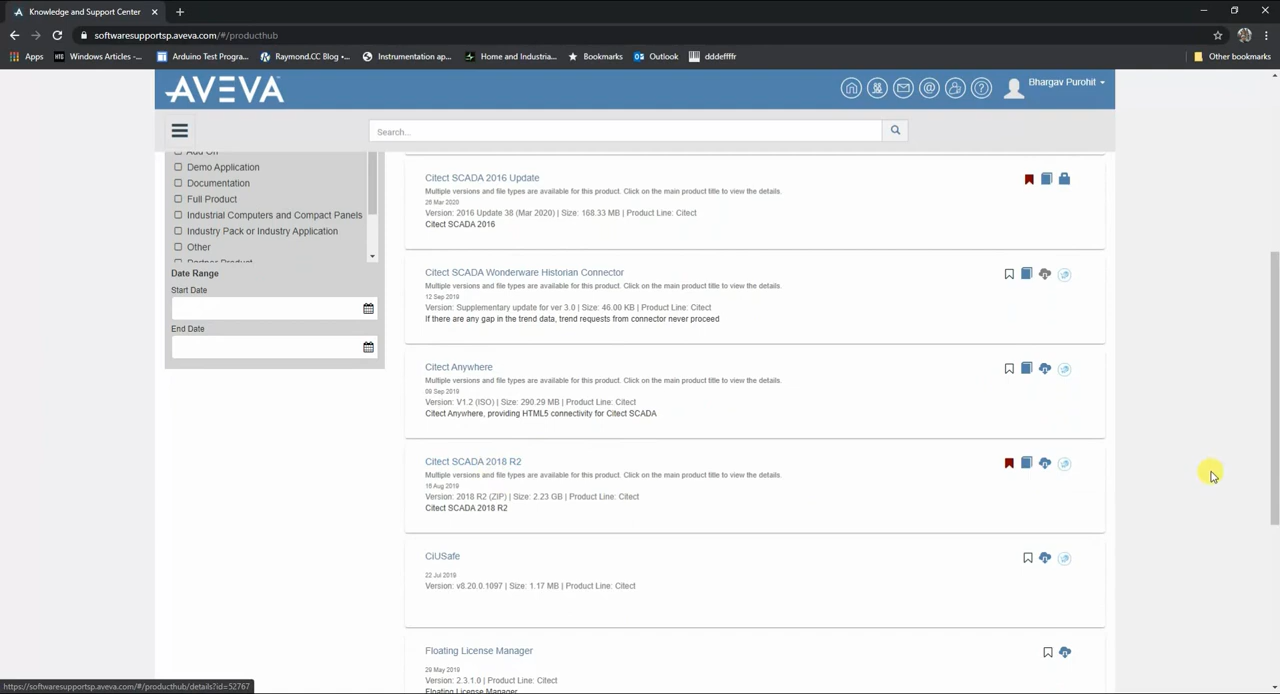 Knowledge and Support Center
softwaresupportsp.aveva.com/#/producthub
Apps
Windows Articles -...
Arduino Test Progra...
Raymond.CC Blog •...
Instrumentation ap...
Home and Industria...
Bookmarks
Outlook
dddeffffr
Other bookmarks
AVEVA
Bhargav Purohit
Search...
Add On
Demo Application
Documentation
Full Product
Industrial Computers and Compact Panels
Industry Pack or Industry Application
Other
Partner Product
Date Range
Start Date
End Date
Citect SCADA 2016 Update
Multiple versions and file types are available for this product. Click on the main product title to view the details.
26 Mar 2020
Version: 2016 Update 38 (Mar 2020) | Size: 168.33 MB | Product Line: Citect
Citect SCADA 2016
Citect SCADA Wonderware Historian Connector
Multiple versions and file types are available for this product. Click on the main product title to view the details.
12 Sep 2019
Version: Supplementary update for ver 3.0 | Size: 46.00 KB | Product Line: Citect
If there are any gap in the trend data, trend requests from connector never proceed
Citect Anywhere
Multiple versions and file types are available for this product. Click on the main product title to view the details.
09 Sep 2019
Version: V1.2 (ISO) | Size: 290.29 MB | Product Line: Citect
Citect Anywhere, providing HTML5 connectivity for Citect SCADA
Citect SCADA 2018 R2
Multiple versions and file types are available for this product. Click on the main product title to view the details.
16 Aug 2019
Version: 2018 R2 (ZIP) | Size: 2.23 GB | Product Line: Citect
Citect SCADA 2018 R2
CiUSafe
22 Jul 2019
Version: v8.20.0.1097 | Size: 1.17 MB | Product Line: Citect
Floating License Manager
29 May 2019
Version: 2.3.1.0 | Product Line: Citect
Floating License Manager
https://softwaresupportsp.aveva.com/#/producthub/details?id=52767